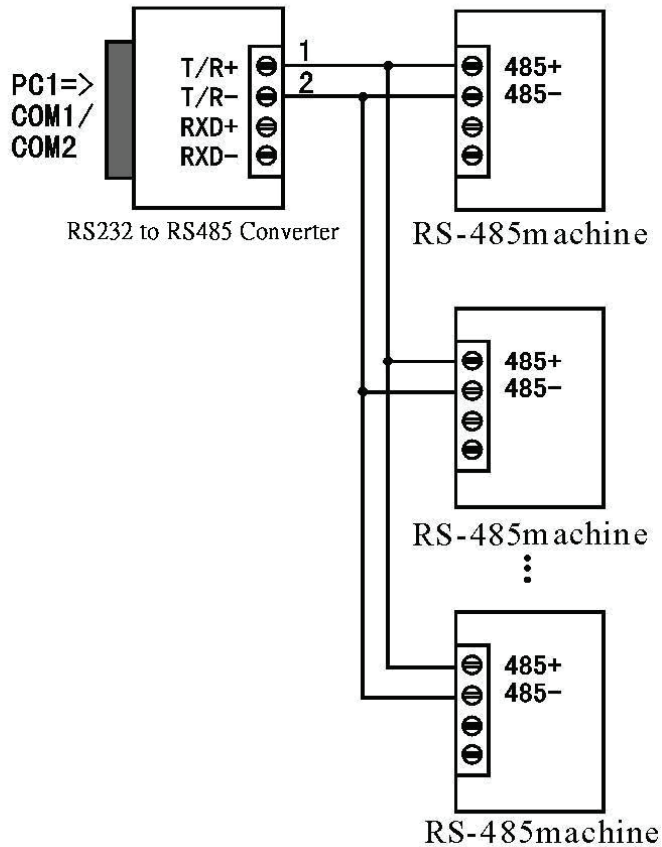 PC1=>
COM1/
COM2
T/R+
T/R-
RXD+
RXD-
1
2
485+
485-
RS232 to RS485 Converter
RS-485machine
485+
485-
RS-485machine
485+
485-
RS-485machine